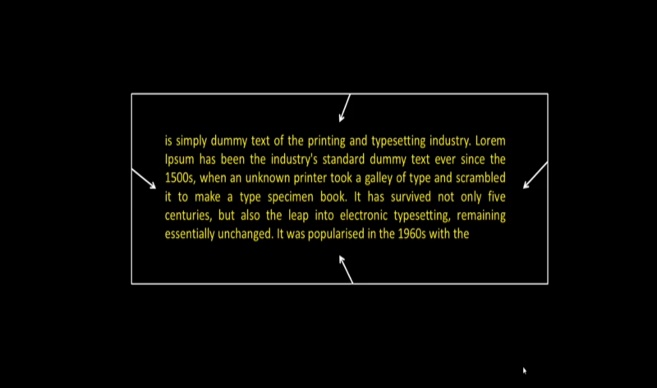 is simply dummy text of the printing and typesetting industry. Lorem
Ipsum has been the industry's standard dummy text ever since the
1500s, when an unknown printer took a galley of type and scrambled
it to make a type specimen book. It has survived not only five
centuries, but also the leap into electronic typesetting, remaining
essentially unchanged. It was popularised in the 1960s with the